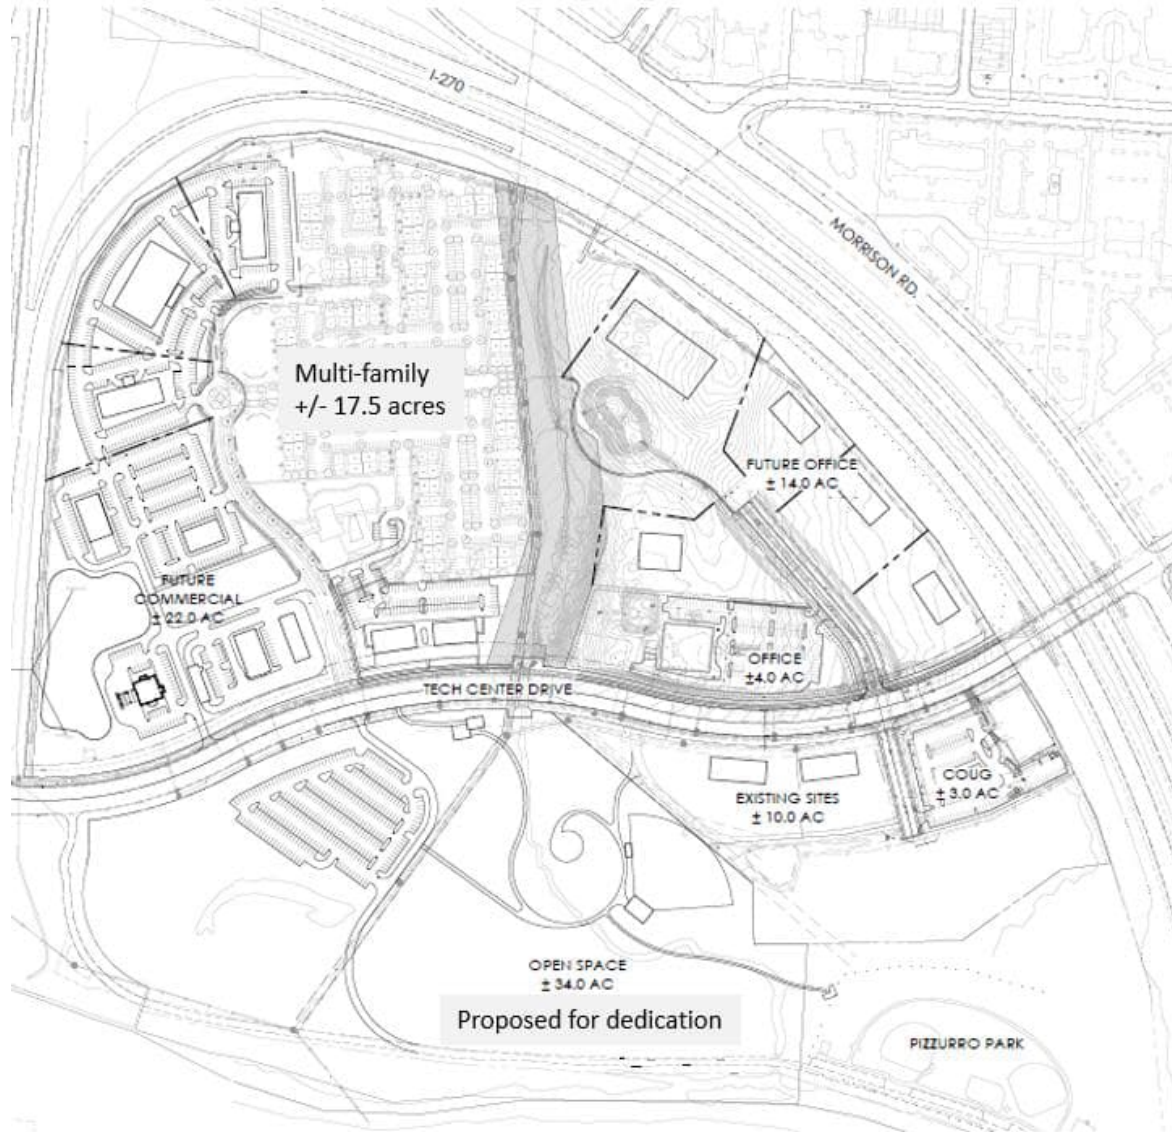 I-270
MORRISON RD.
Multi-family
+/- 17.5 acres
FUTURE OFFICE
± 14.0 AC
FUTURE
COMMERCIAL
± 22.0 AC
OFFICE
±4.0 AC
TECH CENTER DRIVE
COUG
± 3.0 AC
EXISTING SITES
± 10.0 AC
OPEN SPACE
± 34.0 AC
Proposed for dedication
PIZZURRO PARK